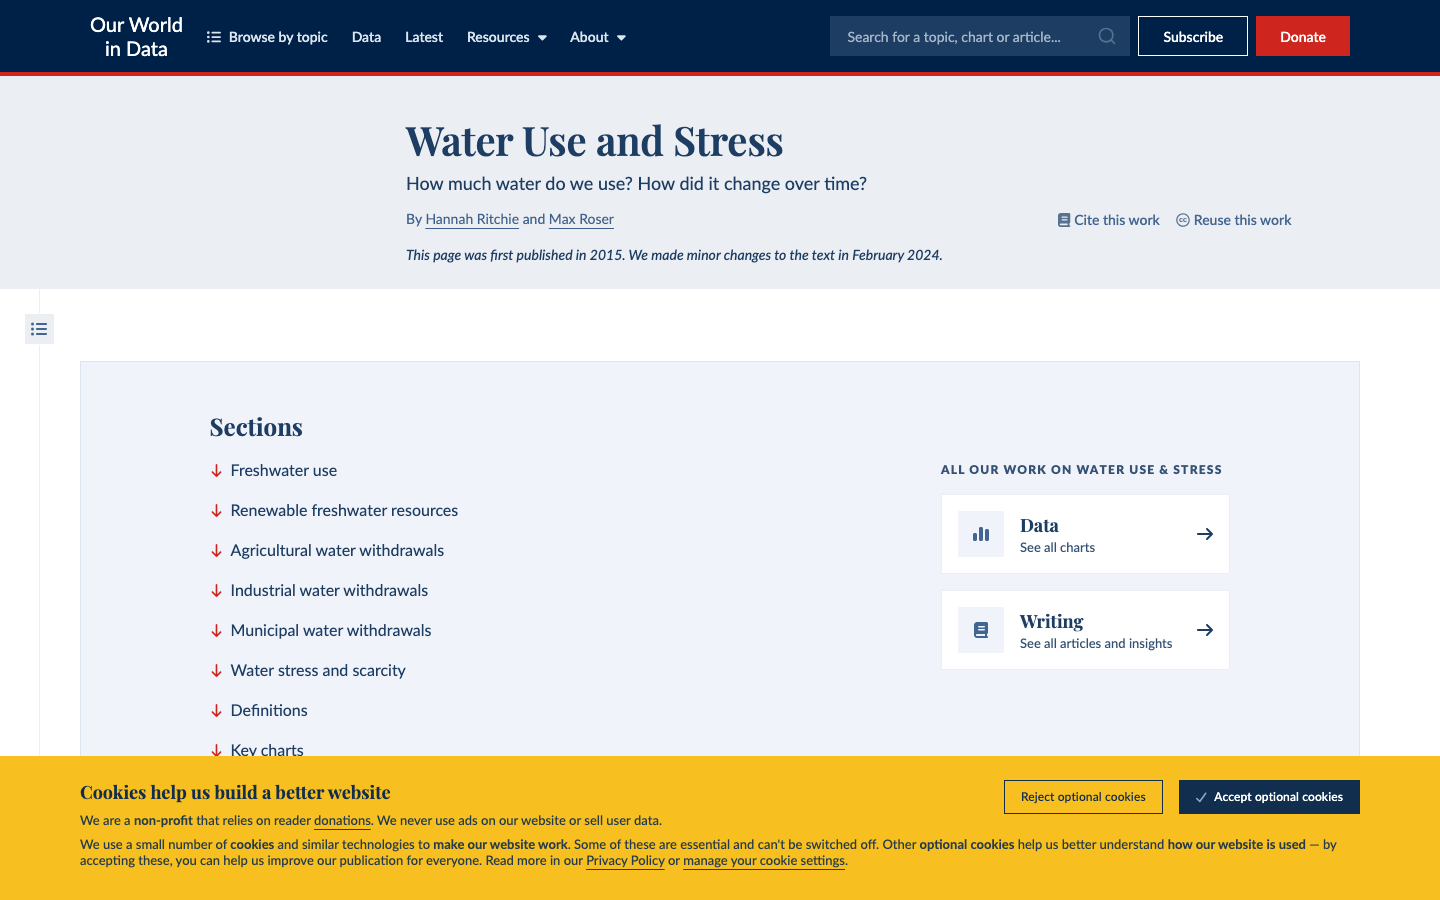 Our World
in Data
Browse by topic
Data
Latest
Resources
About
Search for a topic, chart or article...
Subscribe
Donate
Water Use and Stress
How much water do we use? How did it change over time?
By Hannah Ritchie and Max Roser
Cite this work
Reuse this work
This page was first published in 2015. We made minor changes to the text in February 2024.
Sections
Freshwater use
Renewable freshwater resources
Agricultural water withdrawals
Industrial water withdrawals
Municipal water withdrawals
Water stress and scarcity
Definitions
Key charts
ALL OUR WORK ON WATER USE & STRESS
Data
See all charts
Writing
See all articles and insights
Cookies help us build a better website
We are a non-profit that relies on reader donations. We never use ads on our website or sell user data.
We use a small number of cookies and similar technologies to make our website work. Some of these are essential and can't be switched off. Other optional cookies help us better understand how our website is used — by
accepting these, you can help us improve our publication for everyone. Read more in our Privacy Policy or manage your cookie settings.
Reject optional cookies
Accept optional cookies